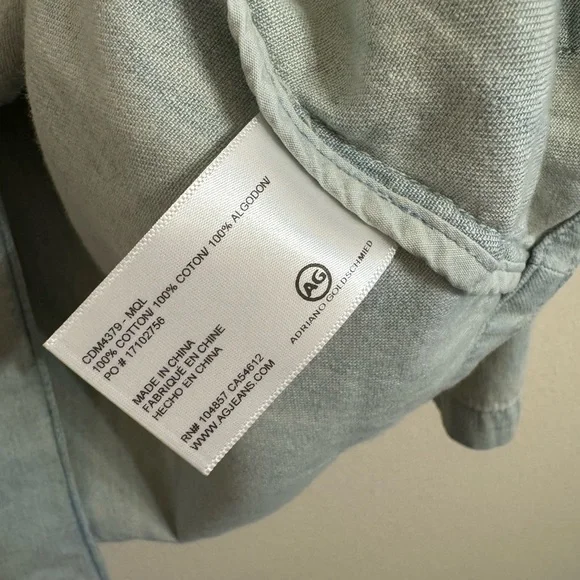 CDM4379 - MQL
100% COTTON/ 100% COTON/ 100% ALGODON/
PO # 17102756
MADE IN CHINA
FABRIQUE EN CHINE
HECHO EN CHINA
RN# 104857 CA54612
WWW.AGJEANS.COM
AG
ADRIANO GOLDSCHMIED